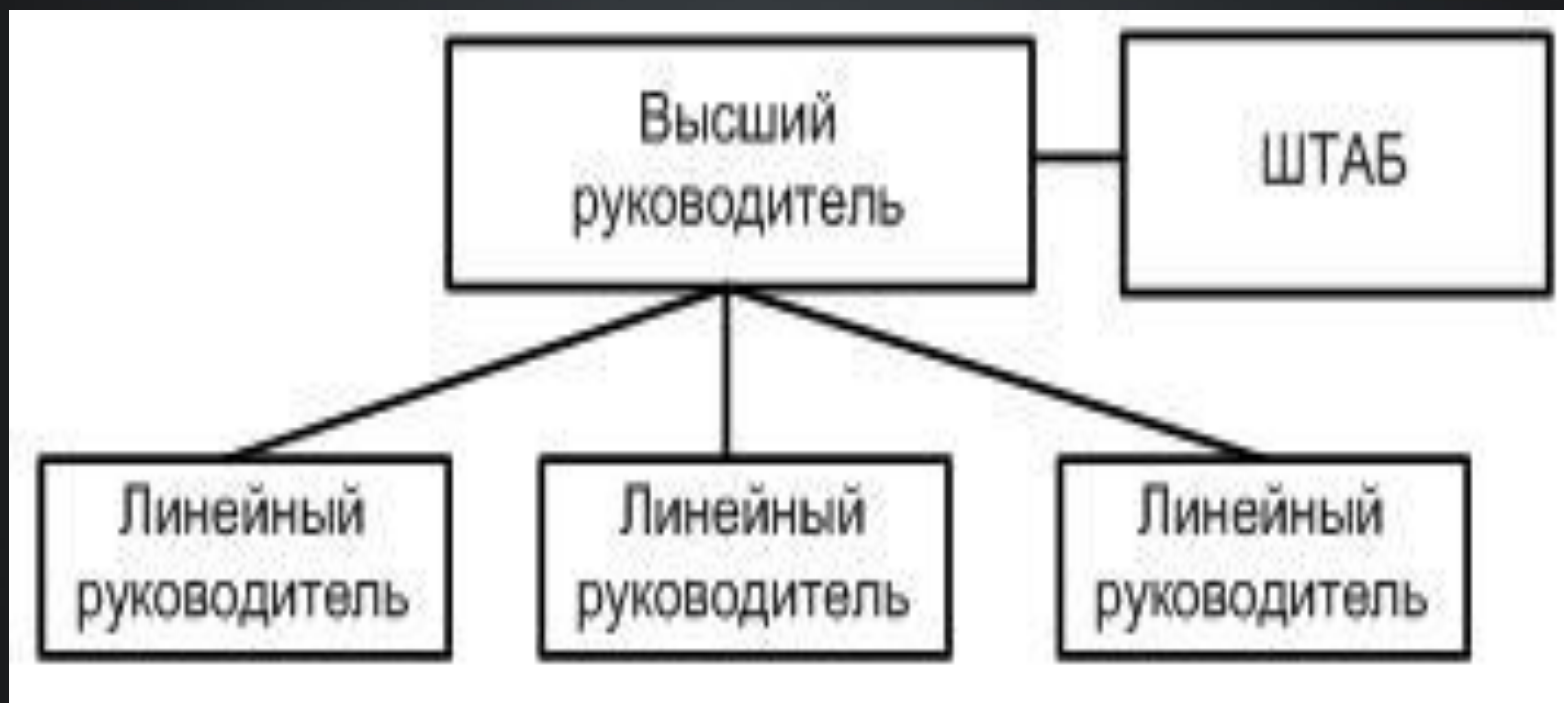 Высший
руководитель
ШТАБ
Линейный
руководитель
Линейный
руководитель
Линейный
руководитель